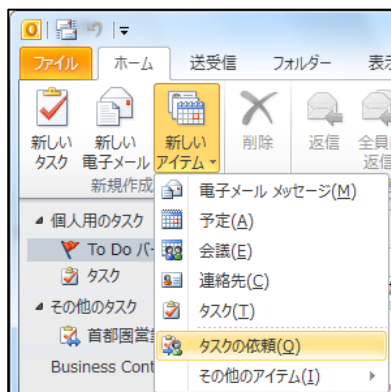 ファイル ホーム 送受信 フォルダー 表示
新しい 新しい 新しい 削除 返信 全員に
タスク 電子メール アイテム 返信
新規作成
電子メール メッセージ(M)
予定(A)
会議(E)
連絡先(C)
タスク(T)
タスクの依頼(Q)
その他のアイテム(I)
個人用のタスク
To Do バー
タスク
その他のタスク
首都圏営
Business Cont